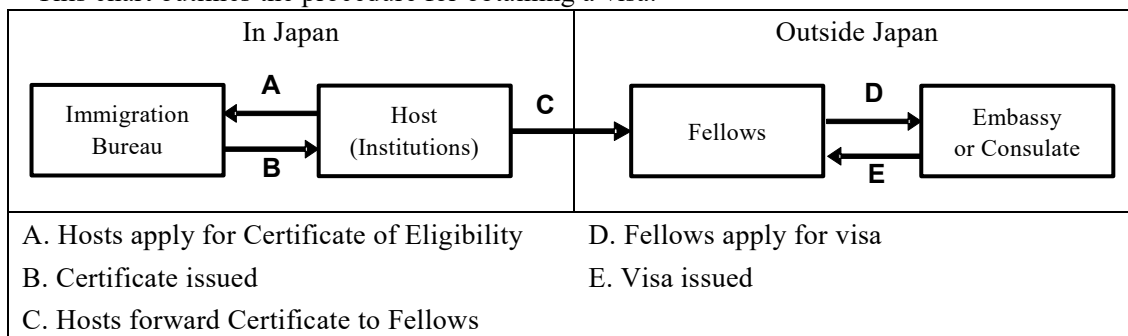 This chart outlines the procedure for obtaining a visa.
In Japan
Outside Japan
A
Immigration
Bureau
B
Host
(Institutions)
C
Fellows
D
E
Embassy
or Consulate
A. Hosts apply for Certificate of Eligibility
B. Certificate issued
C. Hosts forward Certificate to Fellows
D. Fellows apply for visa
E. Visa issued